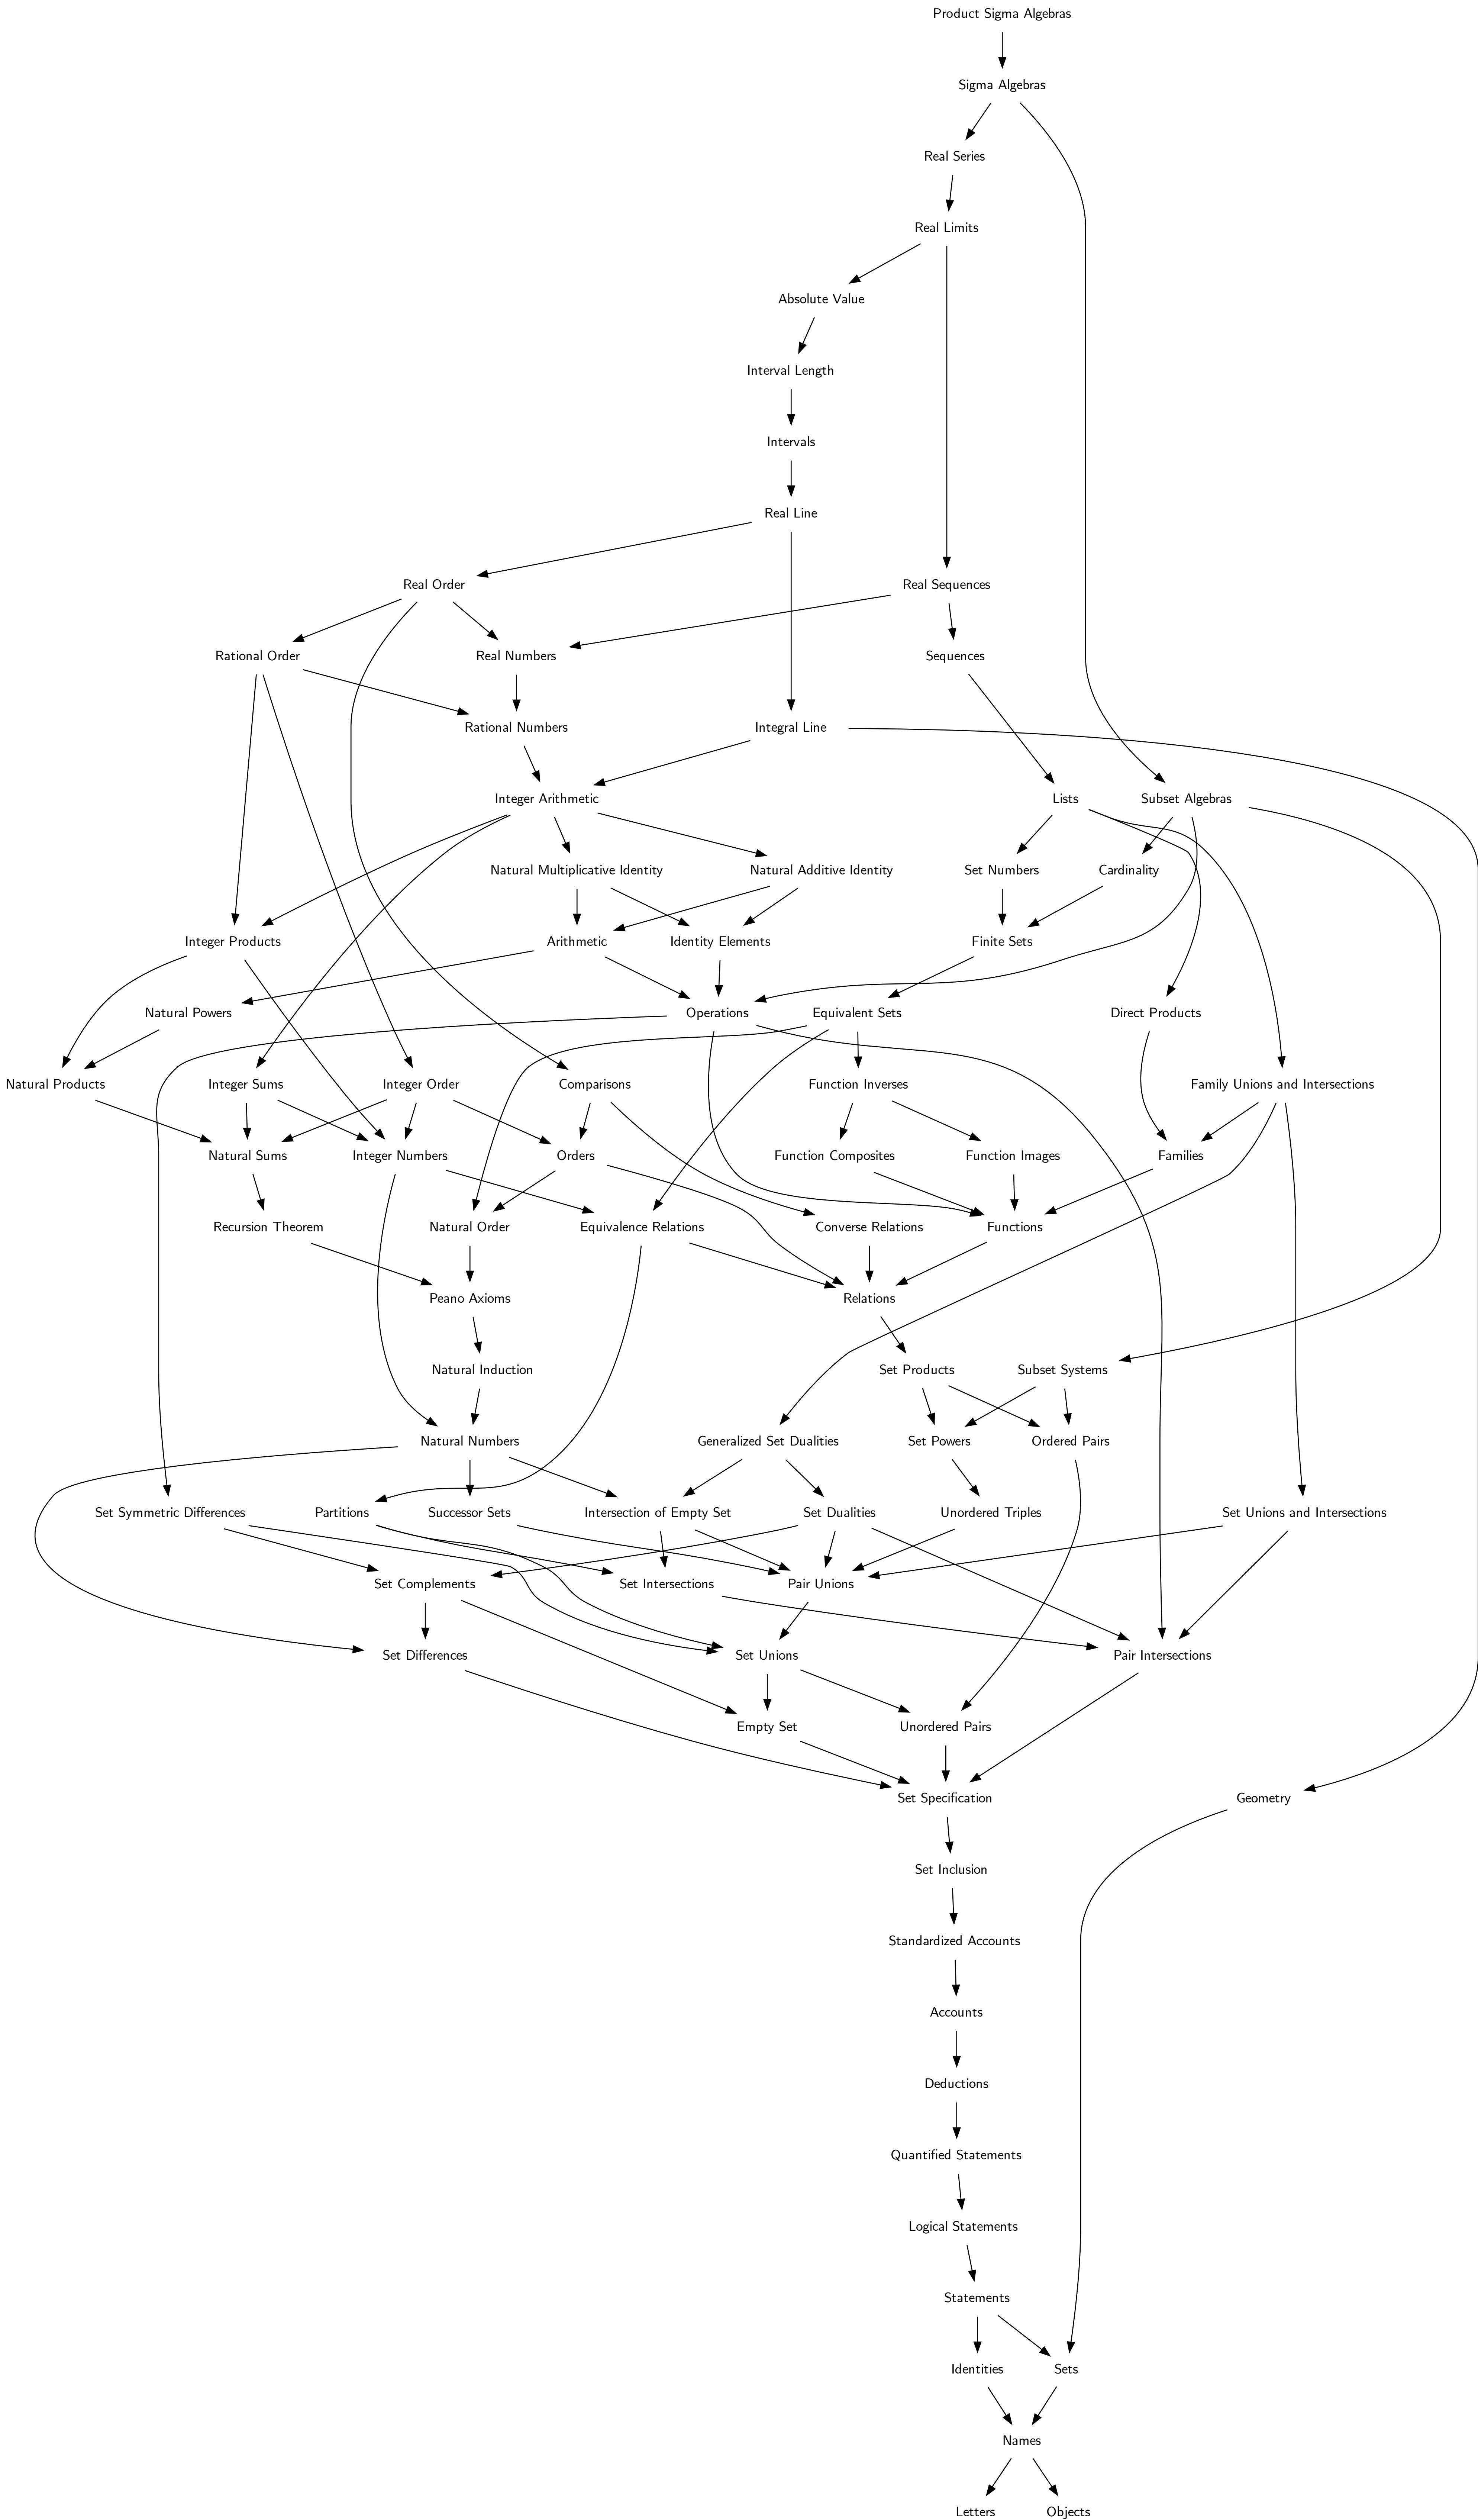 Product Sigma Algebras
Sigma Algebras
Real Series
Real Limits
Absolute Value
Interval Length
Intervals
Real Line
Real Order
Real Sequences
Rational Order
Real Numbers
Sequences
Rational Numbers
Integral Line
Integer Arithmetic
Lists
Subset Algebras
Natural Multiplicative Identity
Natural Additive Identity
Set Numbers
Cardinality
Integer Products
Arithmetic
Identity Elements
Finite Sets
Natural Powers
Operations
Equivalent Sets
Direct Products
Natural Products
Integer Sums
Integer Order
Comparisons
Function Inverses
Family Unions and Intersections
Natural Sums
Integer Numbers
Orders
Function Composites
Function Images
Families
Recursion Theorem
Natural Order
Equivalence Relations
Converse Relations
Functions
Peano Axioms
Relations
Natural Induction
Set Products
Subset Systems
Natural Numbers
Generalized Set Dualities
Set Powers
Ordered Pairs
Set Symmetric Differences
Partitions
Successor Sets
Intersection of Empty Set
Set Dualities
Unordered Triples
Set Unions and Intersections
Set Complements
Set Intersections
Pair Unions
Set Differences
Set Unions
Pair Intersections
Empty Set
Unordered Pairs
Set Specification
Geometry
Set Inclusion
Standardized Accounts
Accounts
Deductions
Quantified Statements
Logical Statements
Statements
Identities
Sets
Names
Letters
Objects